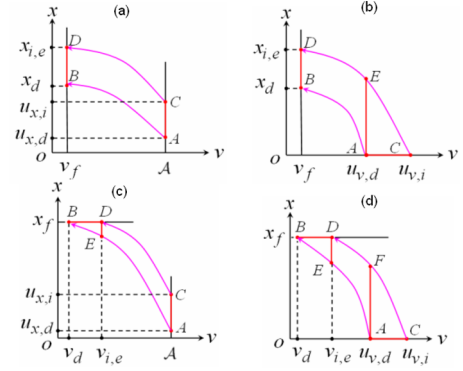 (a)
x
x_{i,e}
D
x_d
B
u_{x,i}
C
u_{x,d}
A
o
v_f
𝒜
v
(b)
x
x_{i,e}
D
E
x_d
B
A
C
o
v_f
u_{v,d}
u_{v,i}
v
(c)
x
x_f
B
D
E
u_{x,i}
C
u_{x,d}
A
o
v_d
v_{i,e}
𝒜
v
(d)
x
x_f
B
D
F
E
A
C
o
v_d
v_{i,e}
u_{v,d}
u_{v,i}
v